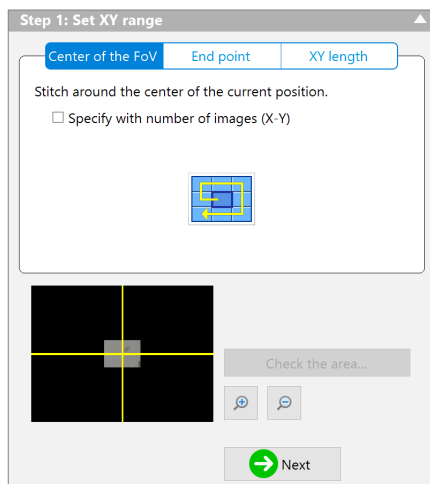 Step 1: Set XY range
Center of the FoV End point XY length
Stitch around the center of the current position.
Specify with number of images (X-Y)
Check the area...
Next